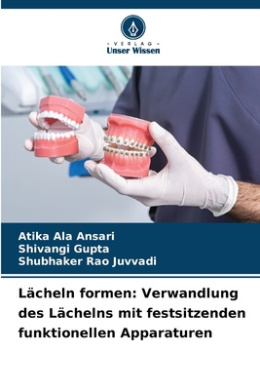 VERLAG
Unser Wissen
Atika Ala Ansari
Shivangi Gupta
Shubhaker Rao Juvvadi
Lächeln formen: Verwandlung
des Lächelns mit festsitzenden
funktionellen Apparaturen